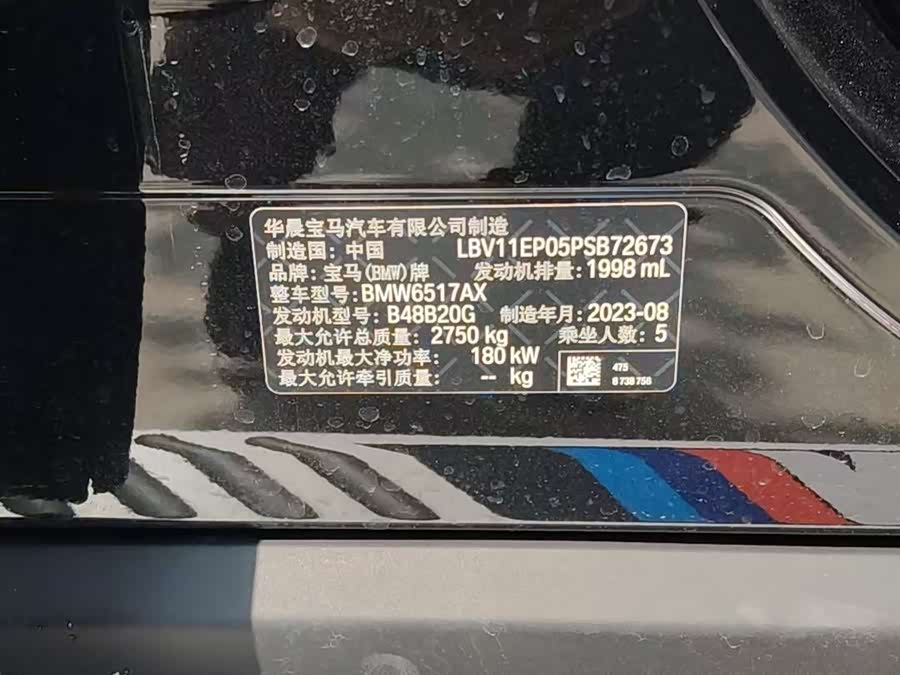 华晨宝马汽车有限公司制造
制造国：中国 LBV11EP05PSB72673
品牌：宝马(BMW)牌 发动机排量：1998 mL
整车型号：BMW6517AX
发动机型号：B48B20G 制造年月：2023-08
最大允许总质量：2750 kg 乘坐人数：5
发动机最大净功率：180 kW
最大允许牵引质量：-- kg
475
8 738 758